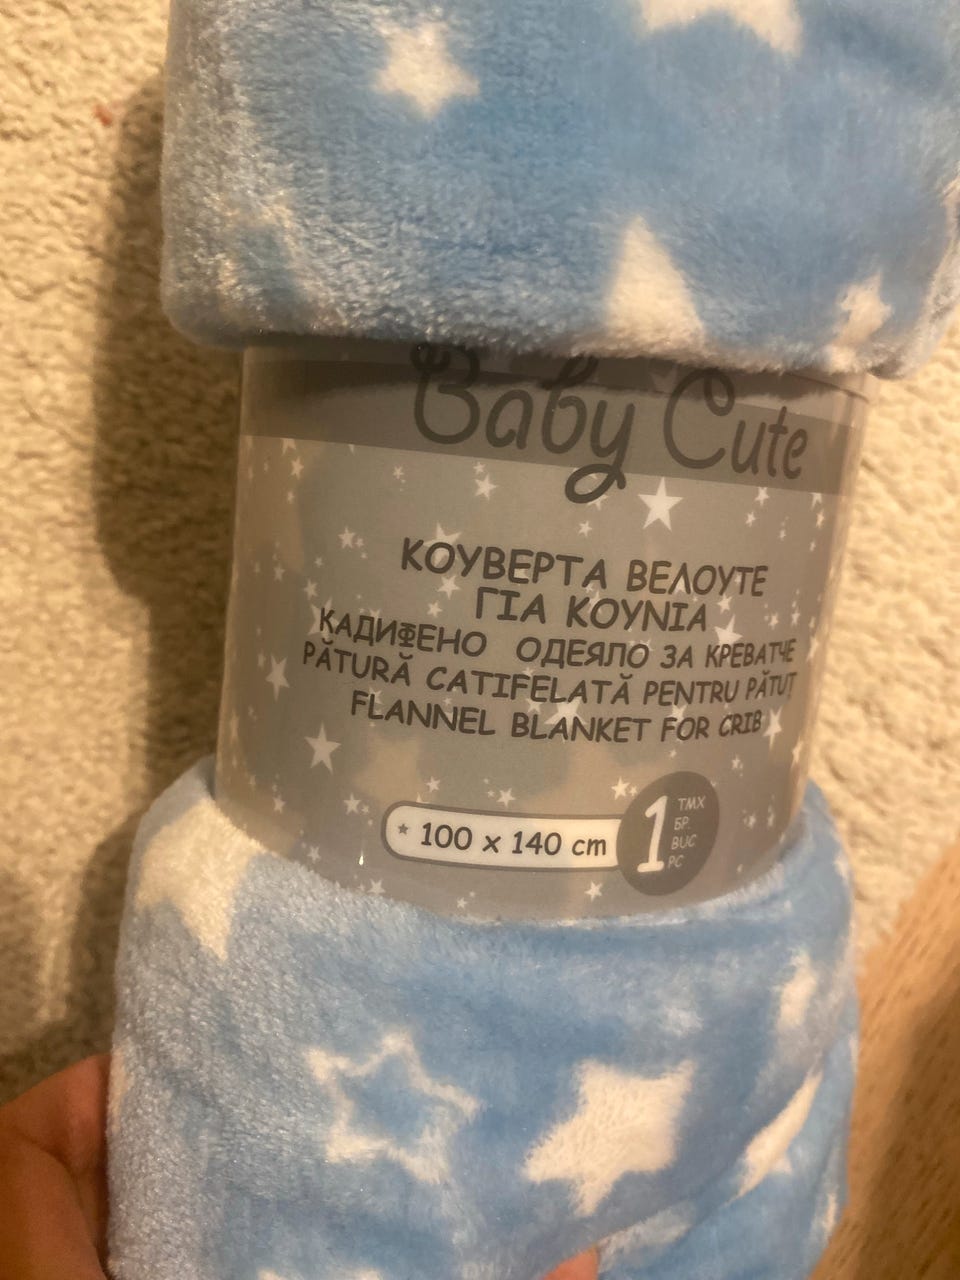 Baby Cute
ΚΟΥΒΕΡΤΑ ΒΕΛΟΥΤΕ
ΓΙΑ ΚΟΥΝΙΑ
КАДИФЕНО ОДЕЯЛО ЗА КРЕВАТЧЕ
PĂTURĂ CATIFELATĂ PENTRU PĂTUȚ
FLANNEL BLANKET FOR CRIB
100 x 140 cm
1
ΤΜΧ
БР.
BUC
PC